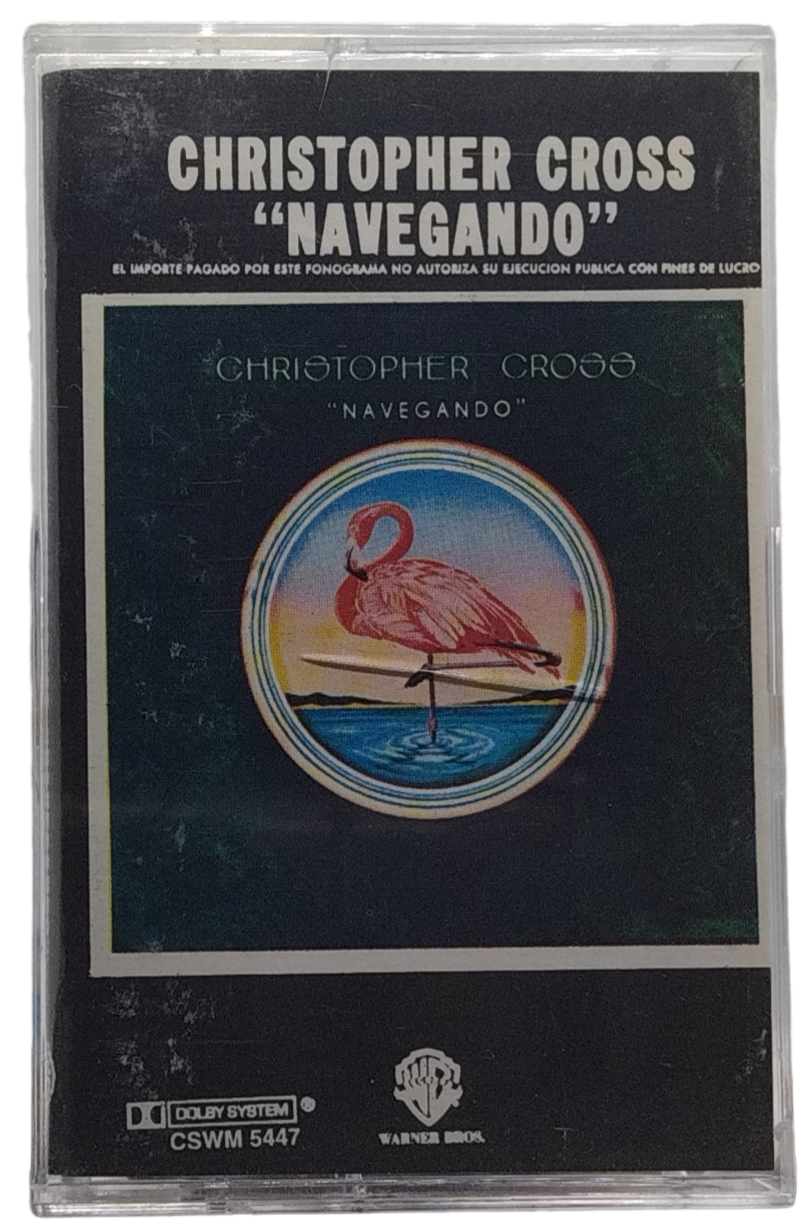 CHRISTOPHER CROSS
“NAVEGANDO”
EL IMPORTE PAGADO POR ESTE FONOGRAMA NO AUTORIZA SU EJECUCION PUBLICA CON FINES DE LUCRO
CHRISTOPHER CROSS
"NAVEGANDO"
DOLBY SYSTEM ®
CSWM 5447
WARNER BROS.